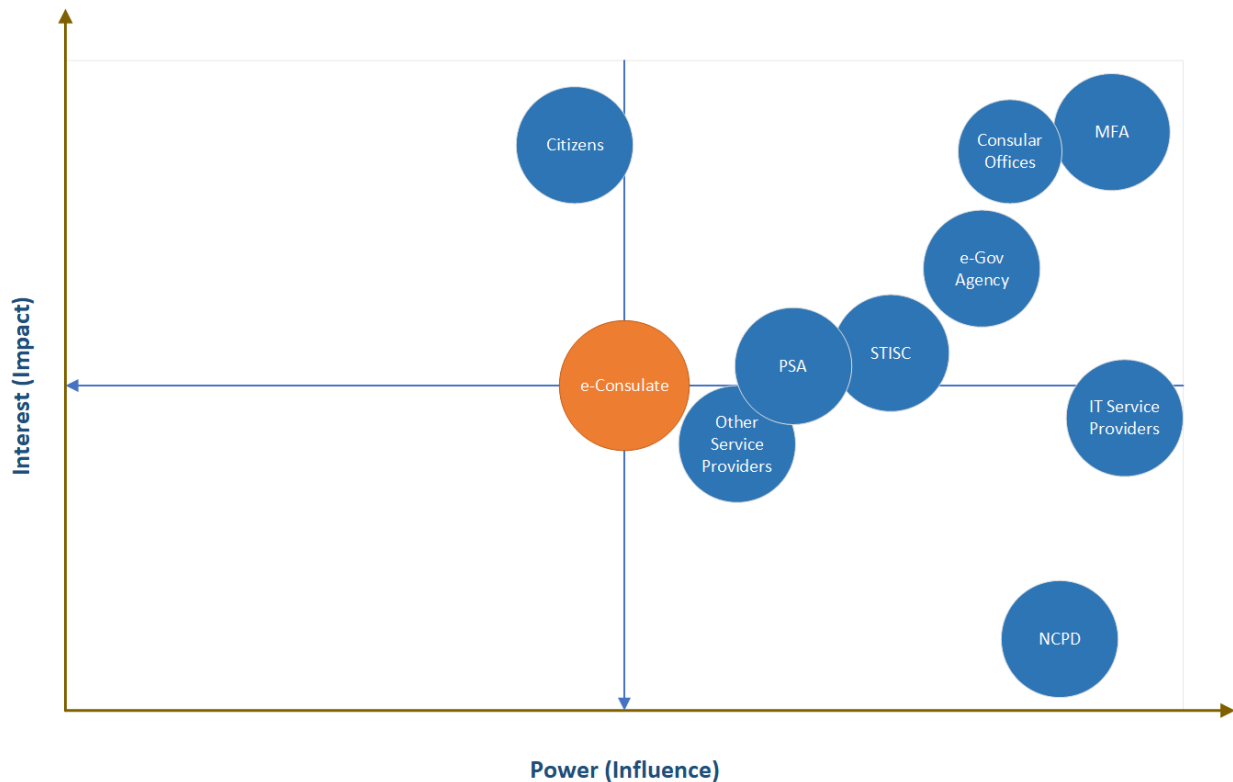 Citizens
Consular
Offices
MFA
e-Gov
Agency
STISC
PSA
e-Consulate
IT Service
Providers
Other
Service
Providers
NCPD
Interest (Impact)
Power (Influence)